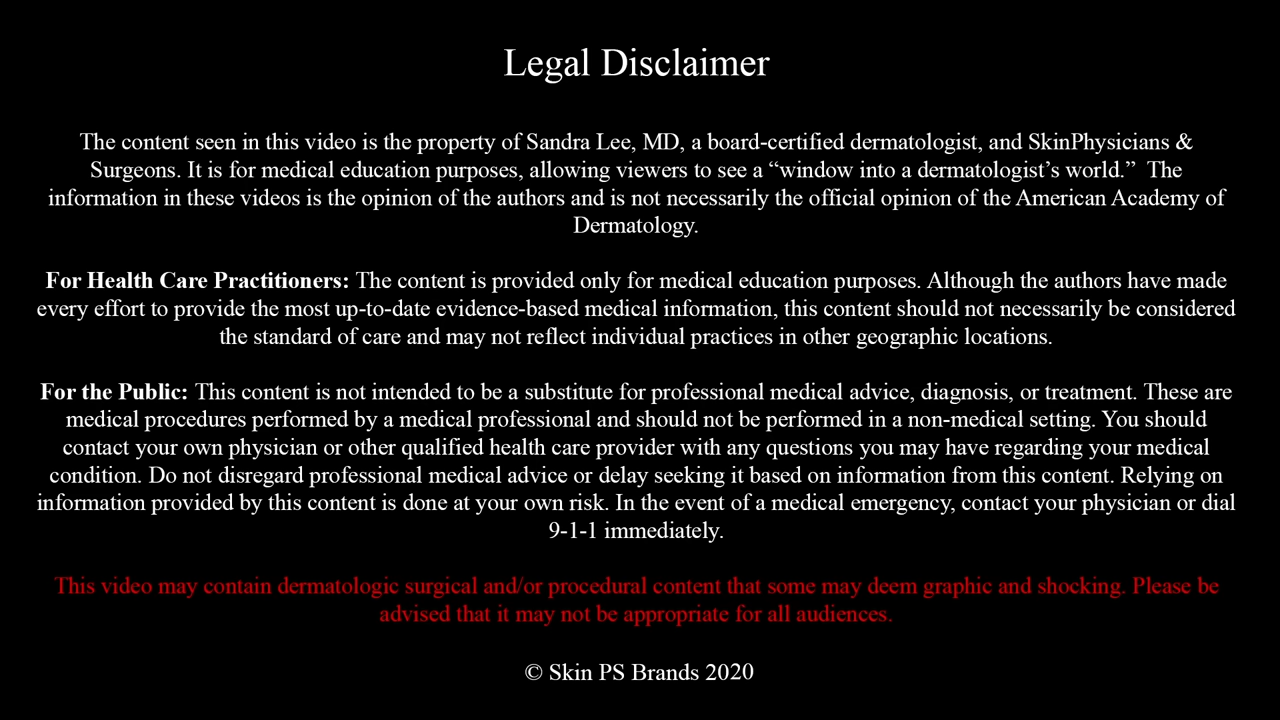 Legal Disclaimer
The content seen in this video is the property of Sandra Lee, MD, a board-certified dermatologist, and SkinPhysicians &
Surgeons. It is for medical education purposes, allowing viewers to see a “window into a dermatologist’s world.”  The
information in these videos is the opinion of the authors and is not necessarily the official opinion of the American Academy of
Dermatology.
For Health Care Practitioners: The content is provided only for medical education purposes. Although the authors have made
every effort to provide the most up-to-date evidence-based medical information, this content should not necessarily be considered
the standard of care and may not reflect individual practices in other geographic locations.
For the Public: This content is not intended to be a substitute for professional medical advice, diagnosis, or treatment. These are
medical procedures performed by a medical professional and should not be performed in a non-medical setting. You should
contact your own physician or other qualified health care provider with any questions you may have regarding your medical
condition. Do not disregard professional medical advice or delay seeking it based on information from this content. Relying on
information provided by this content is done at your own risk. In the event of a medical emergency, contact your physician or dial
9-1-1 immediately.
This video may contain dermatologic surgical and/or procedural content that some may deem graphic and shocking. Please be
advised that it may not be appropriate for all audiences.
© Skin PS Brands 2020